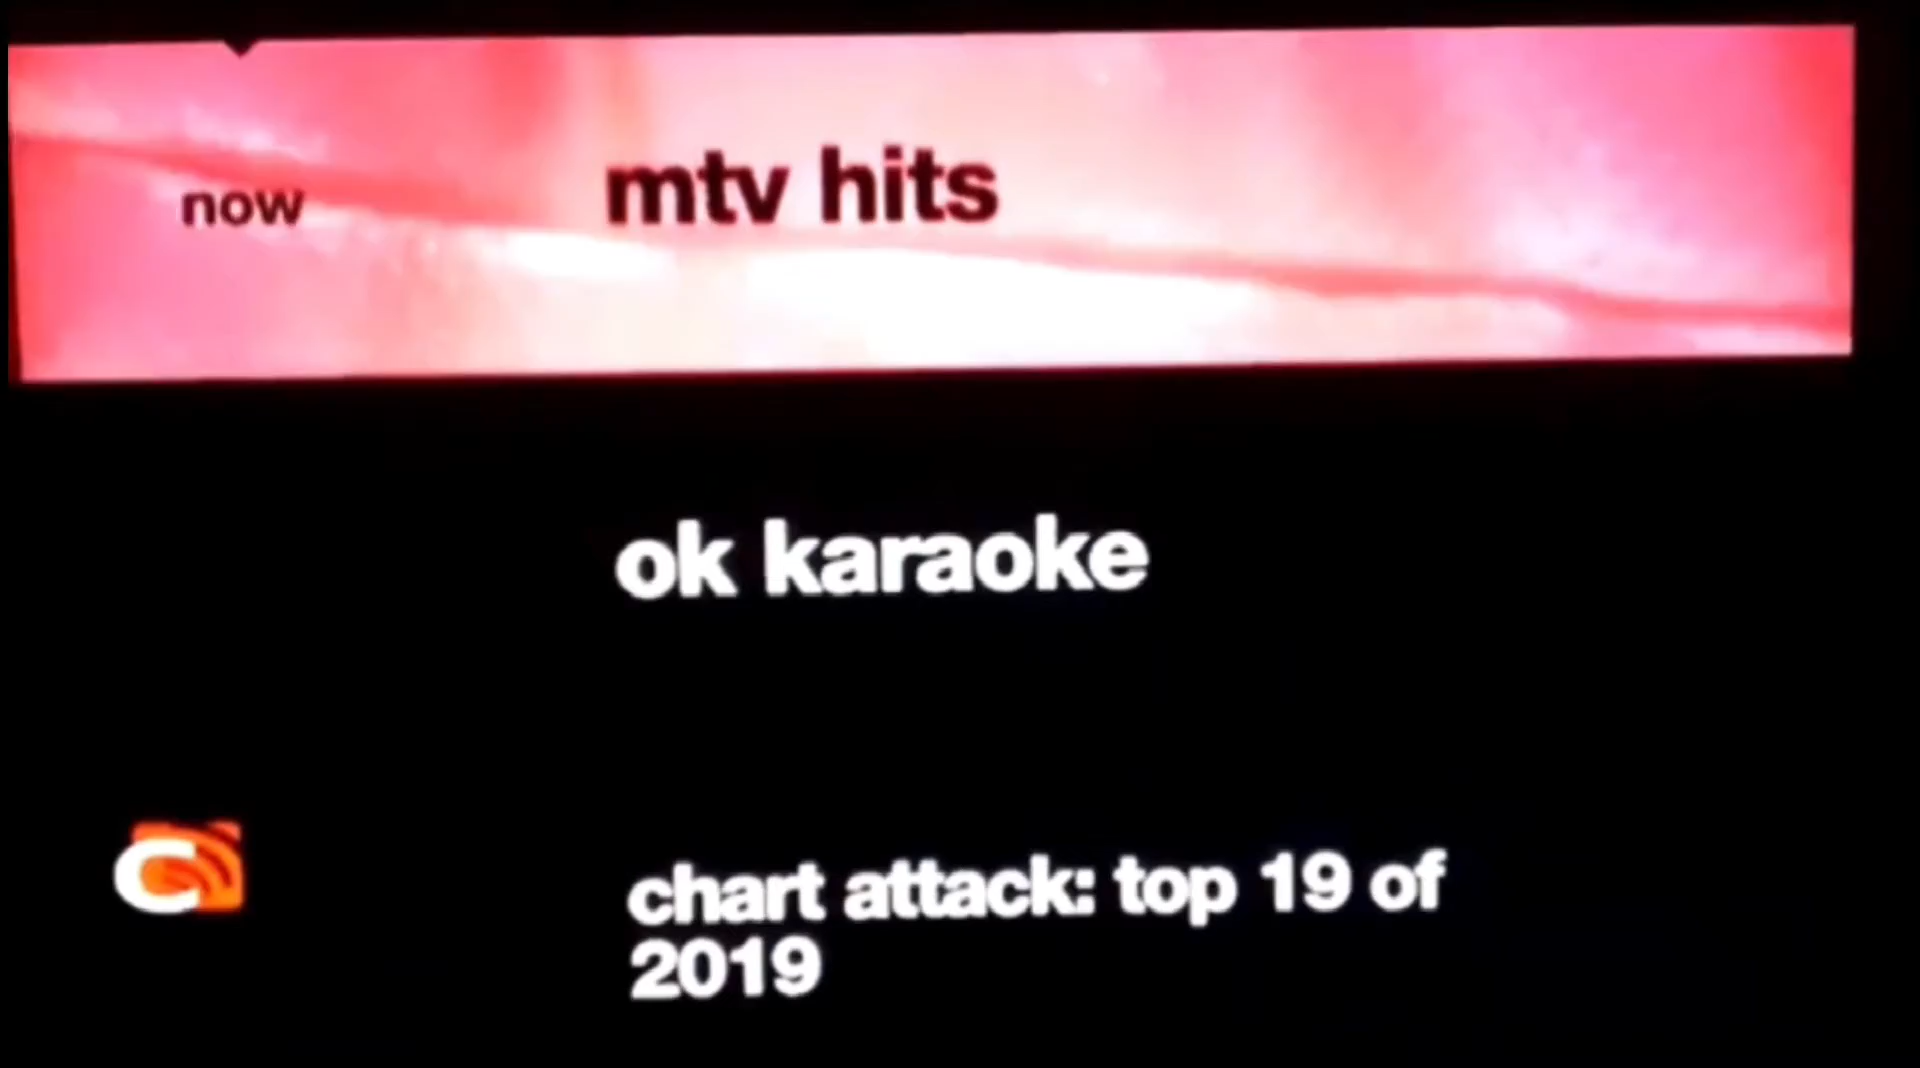 now
mtv hits
ok karaoke
c
chart attack: top 19 of
2019